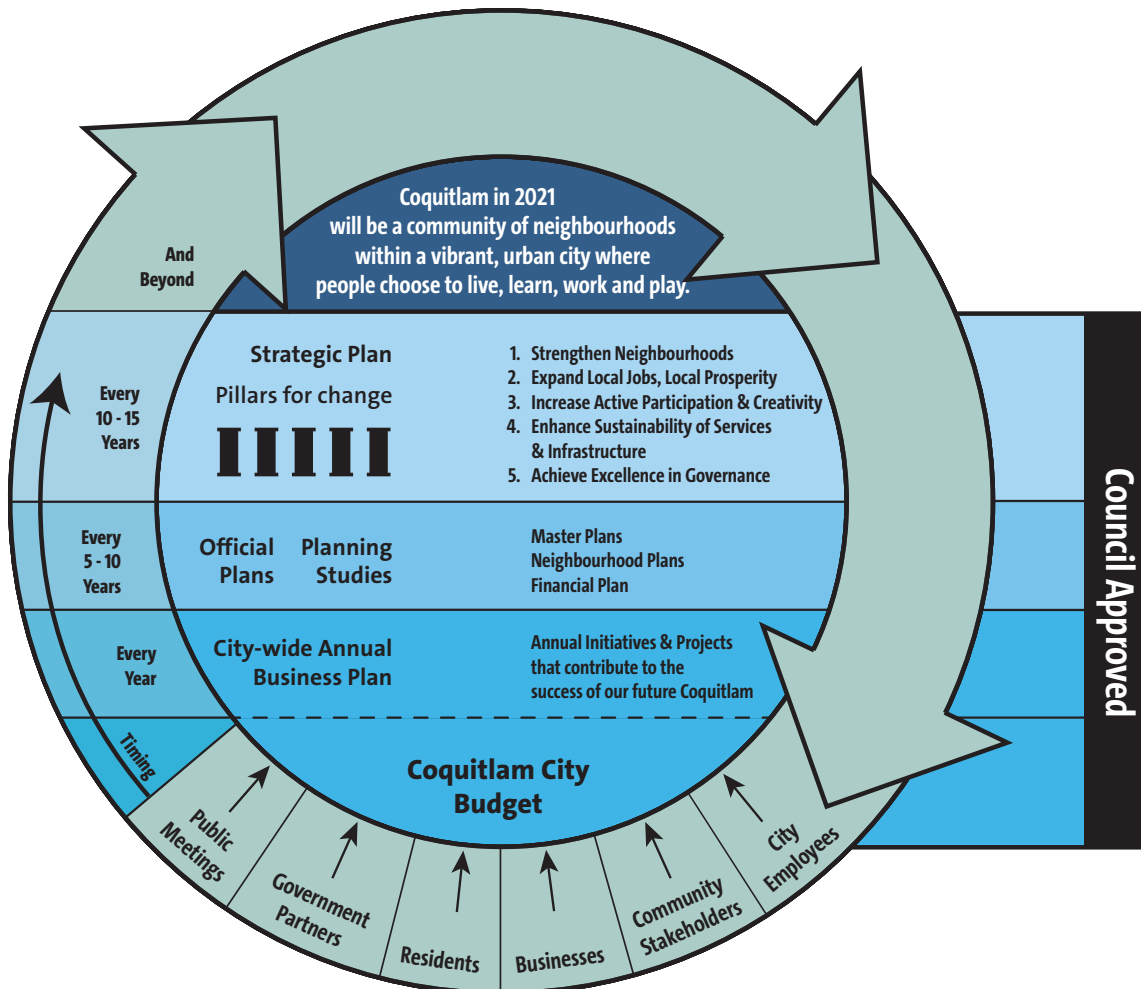 Coquitlam in 2021
will be a community of neighbourhoods
within a vibrant, urban city where
people choose to live, learn, work and play.
And
Beyond
Strategic Plan
Pillars for change
1. Strengthen Neighbourhoods
2. Expand Local Jobs, Local Prosperity
3. Increase Active Participation & Creativity
4. Enhance Sustainability of Services
& Infrastructure
5. Achieve Excellence in Governance
Every
10 - 15
Years
Every
5 - 10
Years
Official
Plans
Planning
Studies
Master Plans
Neighbourhood Plans
Financial Plan
Every
Year
City-wide Annual
Business Plan
Annual Initiatives & Projects
that contribute to the
success of our future Coquitlam
Timing
Coquitlam City
Budget
Public
Meetings
Government
Partners
Residents
Businesses
Community
Stakeholders
City
Employees
Council Approved